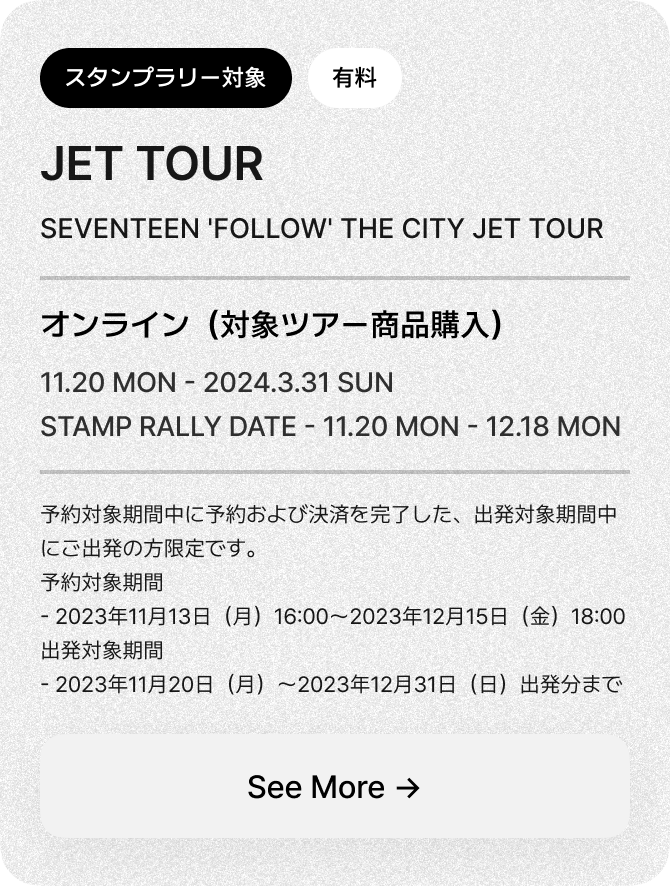 スタンプラリー対象
有料
JET TOUR
SEVENTEEN 'FOLLOW' THE CITY JET TOUR
オンライン（対象ツアー商品購入）
11.20 MON - 2024.3.31 SUN
STAMP RALLY DATE - 11.20 MON - 12.18 MON
予約対象期間中に予約および決済を完了した、出発対象期間中
にご出発の方限定です。
予約対象期間
- 2023年11月13日（月）16:00～2023年12月15日（金）18:00
出発対象期間
- 2023年11月20日（月）～2023年12月31日（日）出発分まで
See More →